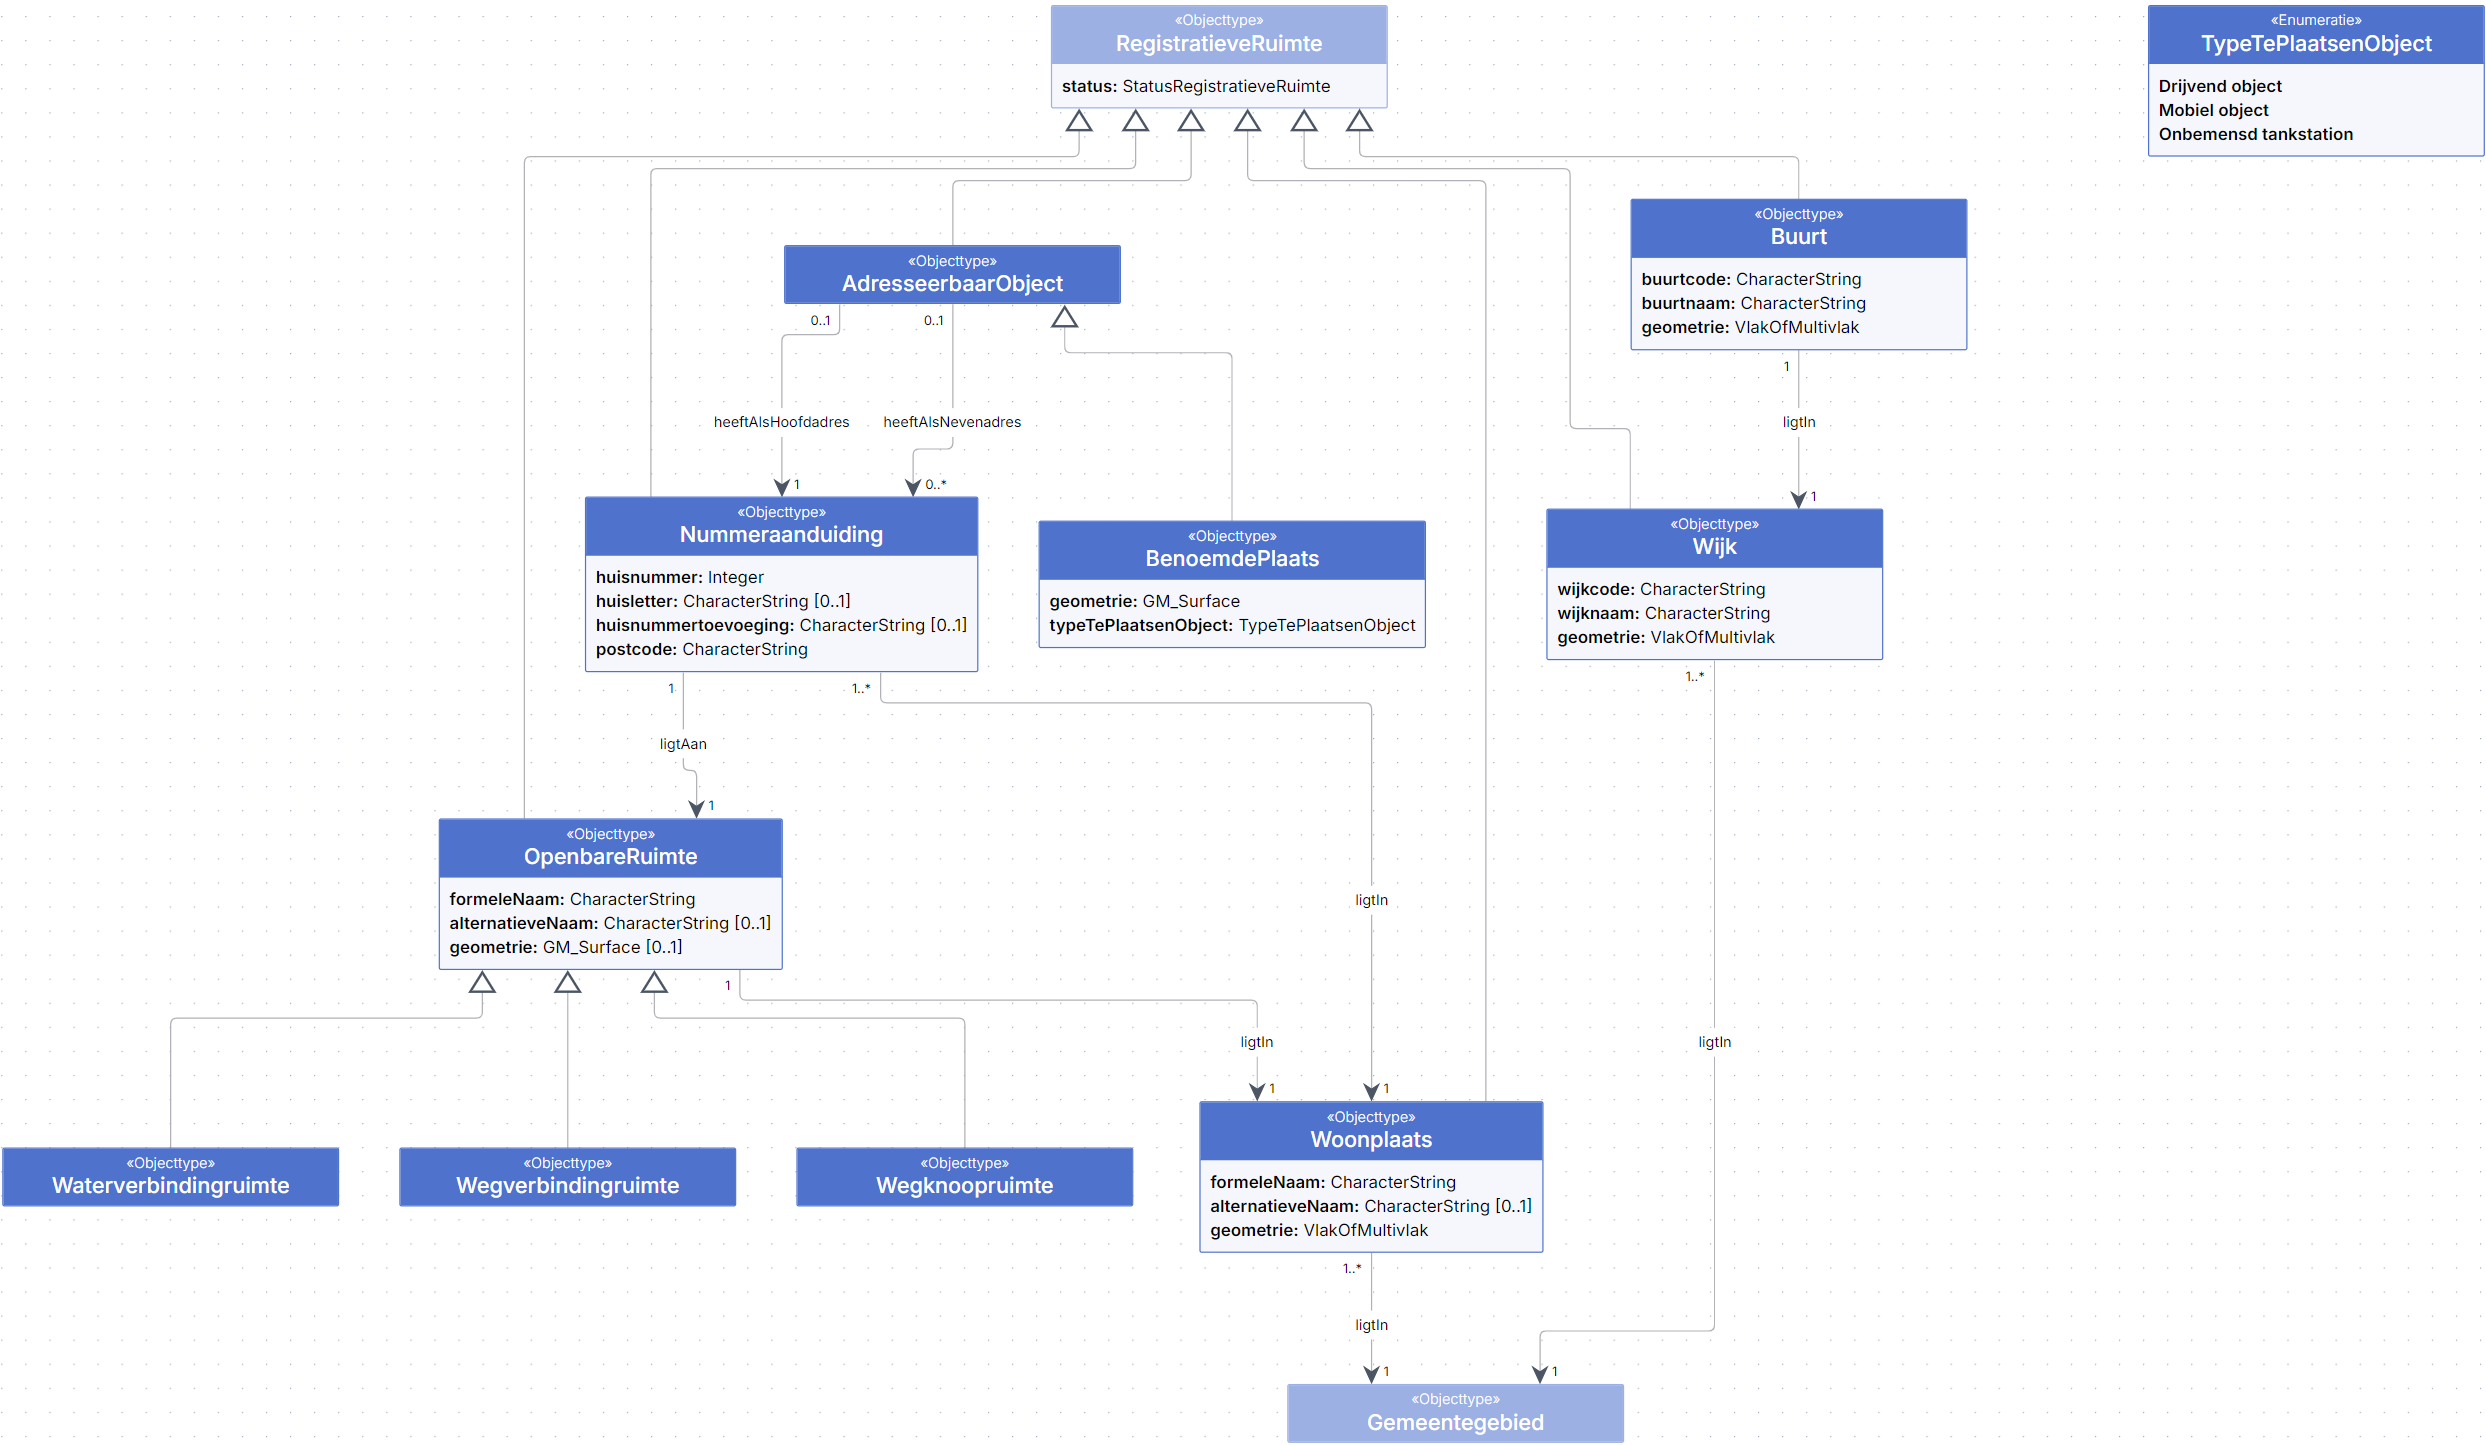 «Objecttype»
RegistratieveRuimte
status: StatusRegistratieveRuimte
«Enumeratie»
TypeTePlaatsenObject
Drijvend object
Mobiel object
Onbemensd tankstation
«Objecttype»
Buurt
buurtcode: CharacterString
buurtnaam: CharacterString
geometrie: VlakOfMultivlak
«Objecttype»
AdresseerbaarObject
0..1
0..1
1
heeftAlsHoofdadres
heeftAlsNevenadres
ligtIn
1
0..*
1
«Objecttype»
Nummeraanduiding
huisnummer: Integer
huisletter: CharacterString [0..1]
huisnummertoevoeging: CharacterString [0..1]
postcode: CharacterString
«Objecttype»
BenoemdePlaats
geometrie: GM_Surface
typeTePlaatsenObject: TypeTePlaatsenObject
«Objecttype»
Wijk
wijkcode: CharacterString
wijknaam: CharacterString
geometrie: VlakOfMultivlak
1
1..*
1..*
ligtAan
1
«Objecttype»
OpenbareRuimte
formeleNaam: CharacterString
alternatieveNaam: CharacterString [0..1]
geometrie: GM_Surface [0..1]
ligtIn
1
ligtIn
ligtIn
1
1
«Objecttype»
Waterverbindingruimte
«Objecttype»
Wegverbindingruimte
«Objecttype»
Wegknoopruimte
«Objecttype»
Woonplaats
formeleNaam: CharacterString
alternatieveNaam: CharacterString [0..1]
geometrie: VlakOfMultivlak
1..*
ligtIn
1
1
«Objecttype»
Gemeentegebied